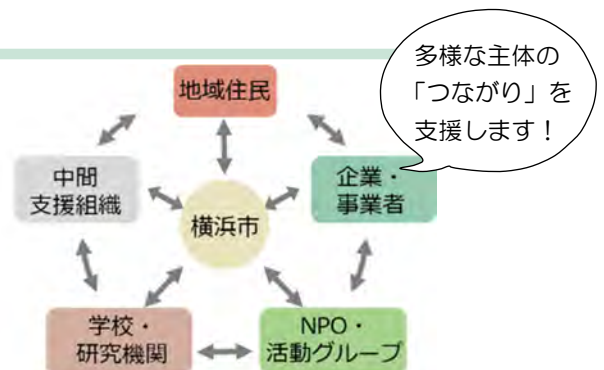 多様な主体の
「つながり」を
支援します！
地域住民
中間
支援組織
企業・
事業者
横浜市
学校・
研究機関
NPO・
活動グループ